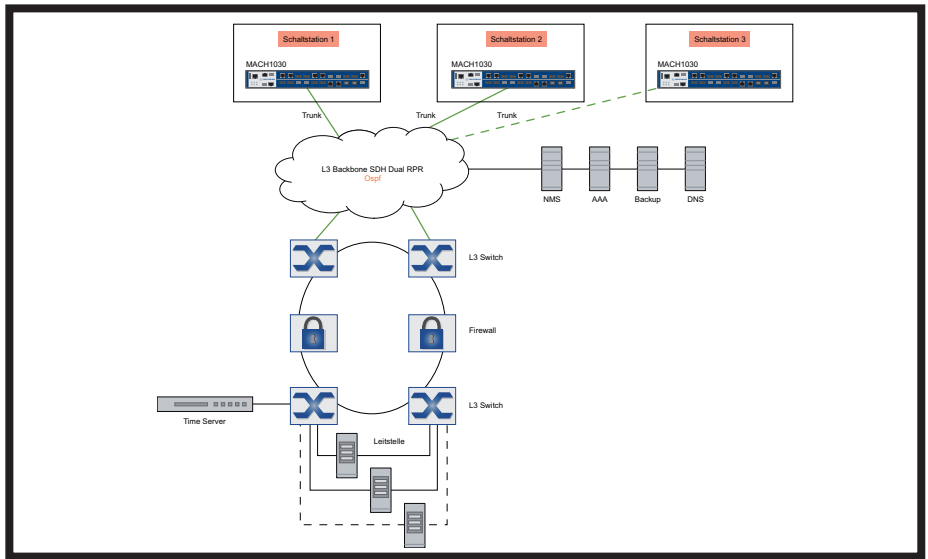 Schaltstation 1
Schaltstation 2
Schaltstation 3
MACH1030
MACH1030
MACH1030
Trunk
Trunk
Trunk
L3 Backbone SDH Dual RPR
Ospf
NMS
AAA
Backup
DNS
L3 Switch
Firewall
L3 Switch
Time Server
Leitstelle